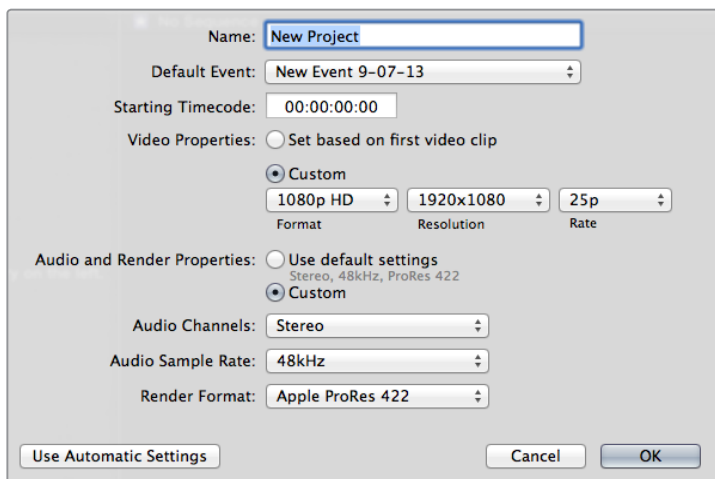 No Sequence
Name: New Project
Default Event: New Event 9-07-13
Starting Timecode: 00:00:00:00
Video Properties: Set based on first video clip
Custom
1080p HD 1920x1080 25p
Format Resolution Rate
Audio and Render Properties: Use default settings
Stereo, 48kHz, ProRes 422
Custom
Audio Channels: Stereo
Audio Sample Rate: 48kHz
Render Format: Apple ProRes 422
Use Automatic Settings Cancel OK